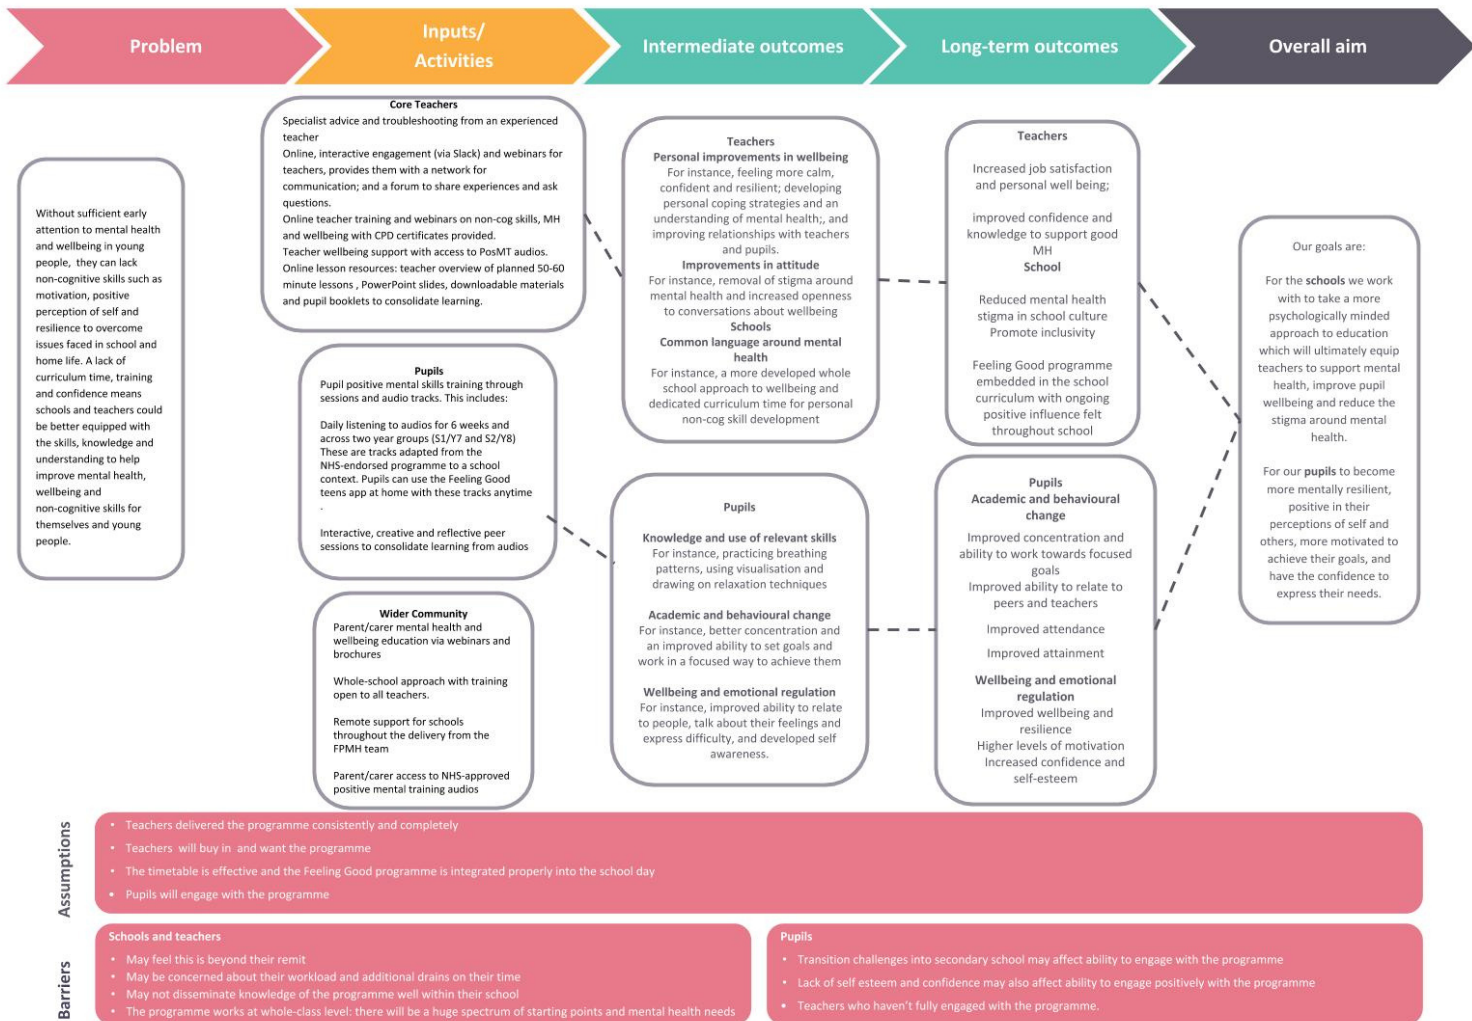 Problem
Inputs/
Activities
Intermediate outcomes
Long-term outcomes
Overall aim
Without sufficient early
attention to mental health
and wellbeing in young
people, they can lack
non-cognitive skills such as
motivation, positive
perception of self and
resilience to overcome
issues faced in school and
home life. A lack of
curriculum time, training
and confidence means
schools and teachers could
be better equipped with
the skills, knowledge and
understanding to help
improve mental health,
wellbeing and
non-cognitive skills for
themselves and young
people.
Core Teachers
Specialist advice and troubleshooting from an experienced
teacher
Online, interactive engagement (via Slack) and webinars for
teachers, provides them with a network for
communication; and a forum to share experiences and ask
questions.
Online teacher training and webinars on non-cog skills, MH
and wellbeing with CPD certificates provided.
Teacher wellbeing support with access to PosMT audios.
Online lesson resources: teacher overview of planned 50-60
minute lessons , PowerPoint slides, downloadable materials
and pupil booklets to consolidate learning.
Pupils
Pupil positive mental skills training through
sessions and audio tracks. This includes:
Daily listening to audios for 6 weeks and
across two year groups (S1/Y7 and S2/Y8)
These are tracks adapted from the
NHS-endorsed programme to a school
context. Pupils can use the Feeling Good
teens app at home with these tracks anytime
.
Interactive, creative and reflective peer
sessions to consolidate learning from audios
Wider Community
Parent/carer mental health and
wellbeing education via webinars and
brochures
Whole-school approach with training
open to all teachers.
Remote support for schools
throughout the delivery from the
FPMH team
Parent/carer access to NHS-approved
positive mental training audios
Teachers
Personal improvements in wellbeing
For instance, feeling more calm,
confident and resilient; developing
personal coping strategies and an
understanding of mental health;, and
improving relationships with teachers
and pupils.
Improvements in attitude
For instance, removal of stigma around
mental health and increased openness
to conversations about wellbeing
Schools
Common language around mental
health
For instance, a more developed whole
school approach to wellbeing and
dedicated curriculum time for personal
non-cog skill development
Pupils
Knowledge and use of relevant skills
For instance, practicing breathing
patterns, using visualisation and
drawing on relaxation techniques
Academic and behavioural change
For instance, better concentration and
an improved ability to set goals and
work in a focused way to achieve them
Wellbeing and emotional regulation
For instance, improved ability to relate
to people, talk about their feelings and
express difficulty, and developed self
awareness.
Teachers
Increased job satisfaction
and personal well being;
improved confidence and
knowledge to support good
MH
School
Reduced mental health
stigma in school culture
Promote inclusivity
Feeling Good programme
embedded in the school
curriculum with ongoing
positive influence felt
throughout school
Pupils
Academic and behavioural
change
Improved concentration and
ability to work towards focused
goals
Improved ability to relate to
peers and teachers
Improved attendance
Improved attainment
Wellbeing and emotional
regulation
Improved wellbeing and
resilience
Higher levels of motivation
Increased confidence and
self-esteem
Our goals are:
For the schools we work
with to take a more
psychologically minded
approach to education
which will ultimately equip
teachers to support mental
health, improve pupil
wellbeing and reduce the
stigma around mental
health.
For our pupils to become
more mentally resilient,
positive in their
perceptions of self and
others, more motivated to
achieve their goals, and
have the confidence to
express their needs.
Assumptions
• Teachers delivered the programme consistently and completely
• Teachers will buy in and want the programme
• The timetable is effective and the Feeling Good programme is integrated properly into the school day
• Pupils will engage with the programme
Barriers
Schools and teachers
• May feel this is beyond their remit
• May be concerned about their workload and additional drains on their time
• May not disseminate knowledge of the programme well within their school
• The programme works at whole-class level: there will be a huge spectrum of starting points and mental health needs
Pupils
• Transition challenges into secondary school may affect ability to engage with the programme
• Lack of self esteem and confidence may also affect ability to engage positively with the programme
• Teachers who haven't fully engaged with the programme.